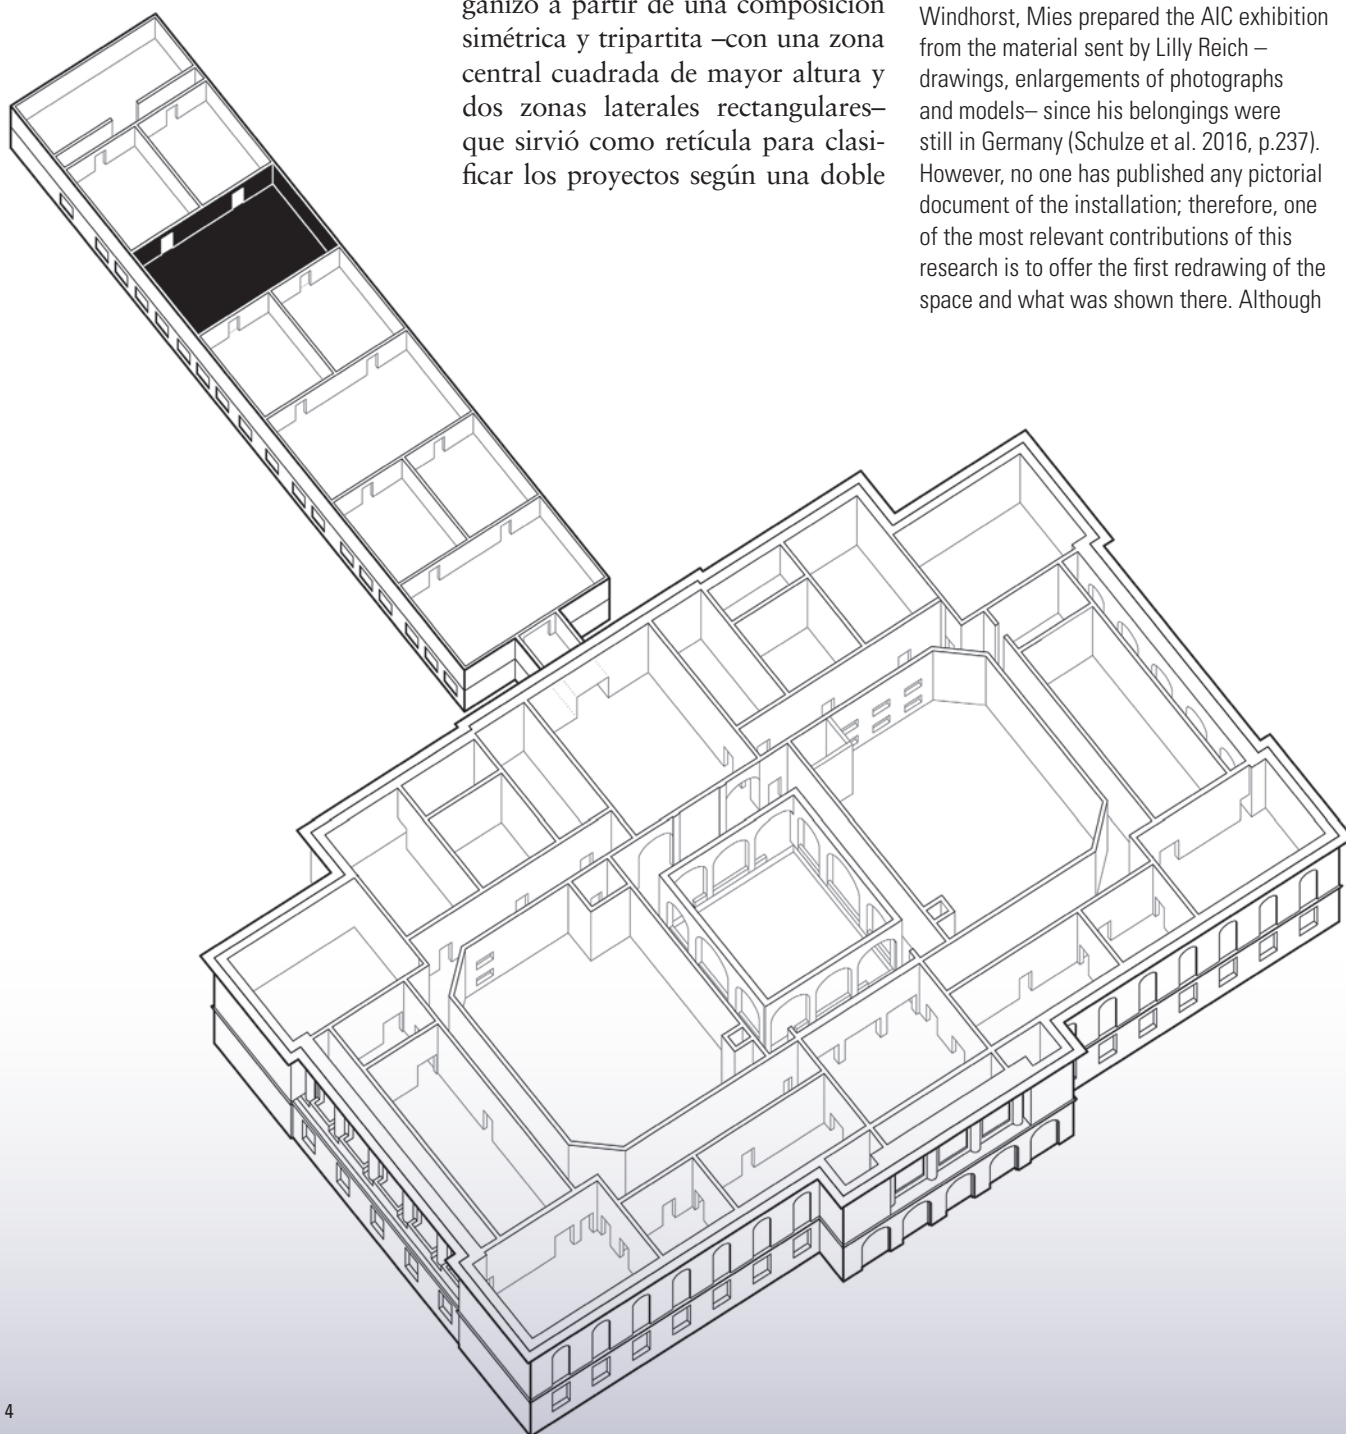 ganizó a partir de una composición
simétrica y tripartita –con una zona
central cuadrada de mayor altura y
dos zonas laterales rectangulares–
que sirvió como retícula para clasi-
ficar los proyectos según una doble
Windhorst, Mies prepared the AIC exhibition
from the material sent by Lilly Reich –
drawings, enlargements of photographs
and models– since his belongings were
still in Germany (Schulze et al. 2016, p.237).
However, no one has published any pictorial
document of the installation; therefore, one
of the most relevant contributions of this
research is to offer the first redrawing of the
space and what was shown there. Although
4